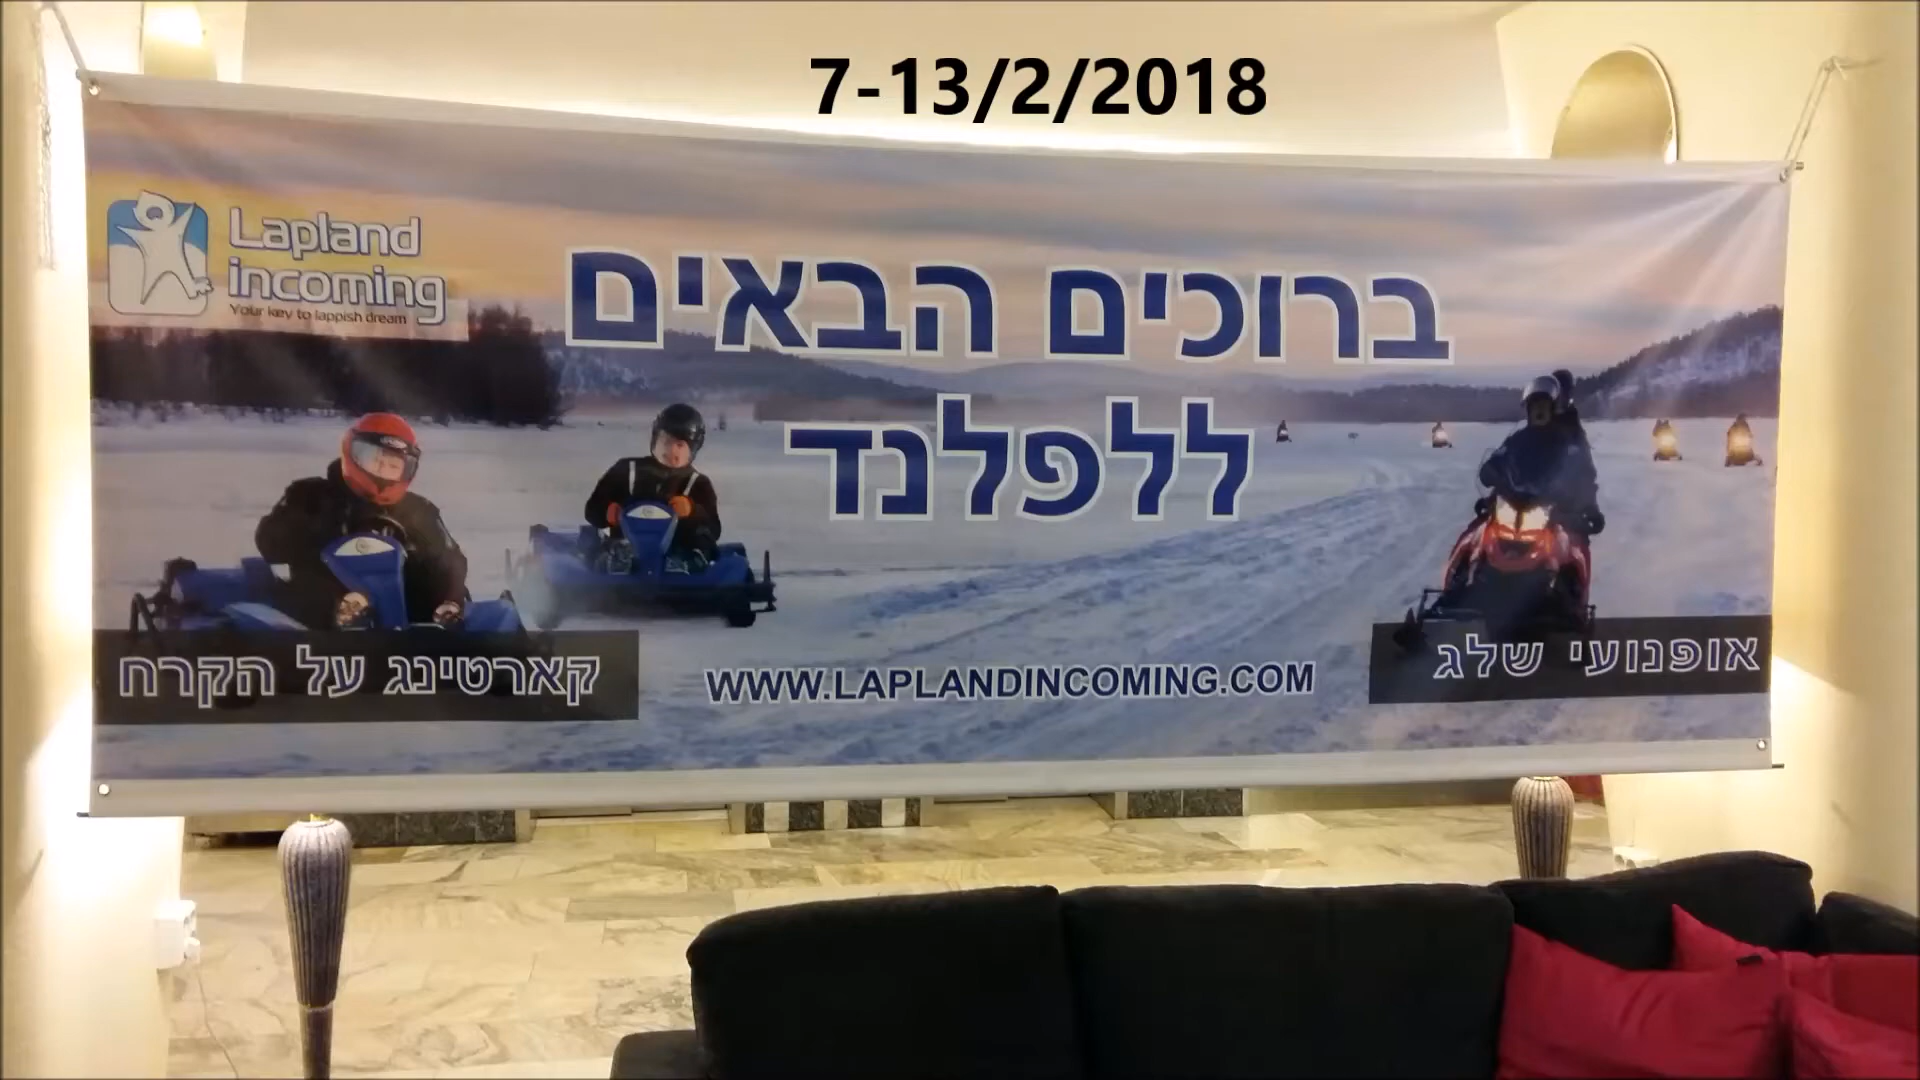 7-13/2/2018
Lapland
incoming
Your key to lappish dream
ברוכים הבאים
ללפלנד
קארטינג על הקרח
WWW.LAPLANDINCOMING.COM
אופנועי שלג